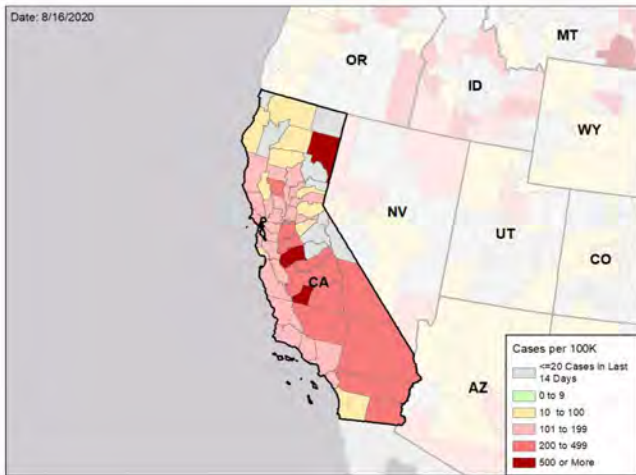 Date: 8/16/2020
MT
OR
ID
WY
NV
UT
CO
CA
AZ
Cases per 100K
<=20 Cases in Last
14 Days
0 to 9
10 to 100
101 to 199
200 to 499
500 or More